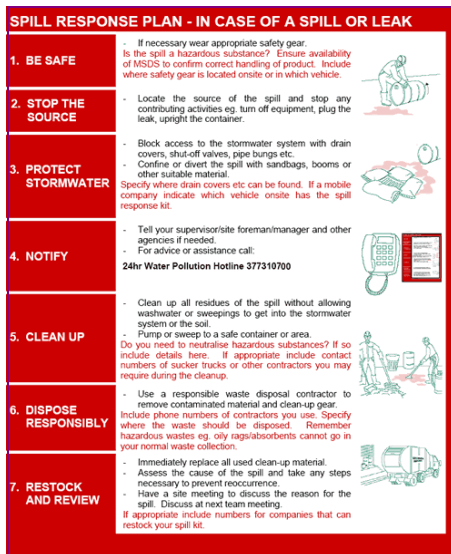 SPILL RESPONSE PLAN - IN CASE OF A SPILL OR LEAK
1. BE SAFE
- If necessary wear appropriate safety gear.
Is the spill a hazardous substance? Ensure availability
of MSDS to confirm correct handling of product. Include
where safety gear is located onsite or in which vehicle.
2. STOP THE
SOURCE
- Locate the source of the spill and stop any
contributing activities eg. turn off equipment, plug the
leak, upright the container.
3. PROTECT
STORMWATER
- Block access to the stormwater system with drain
covers, shut-off valves, pipe bungs etc.
- Confine or divert the spill with sandbags, booms or
other suitable material.
Specify where drain covers etc can be found. If a mobile
company indicate which vehicle onsite has the spill
response kit.
4. NOTIFY
- Tell your supervisor/site foreman/manager and other
agencies if needed.
- For advice or assistance call:
24hr Water Pollution Hotline 377310700
5. CLEAN UP
- Clean up all residues of the spill without allowing
washwater or sweepings to get into the stormwater
system or the soil.
- Pump or sweep to a safe container or area.
Do you need to neutralise hazardous substances? If so
include details here. If appropriate include contact
numbers of sucker trucks or other contractors you may
require during the cleanup.
6. DISPOSE
RESPONSIBLY
- Use a responsible waste disposal contractor to
remove contaminated material and clean-up gear.
Include phone numbers of contractors you use. Specify
where the waste should be disposed. Remember
hazardous wastes eg. oily rags/absorbents cannot go in
your normal waste collection.
7. RESTOCK
AND REVIEW
- Immediately replace all used clean-up material.
- Assess the cause of the spill and take any steps
necessary to prevent reoccurrence.
- Have a site meeting to discuss the reason for the
spill. Discuss at next team meeting.
If appropriate include numbers for companies that can
restock your spill kit.